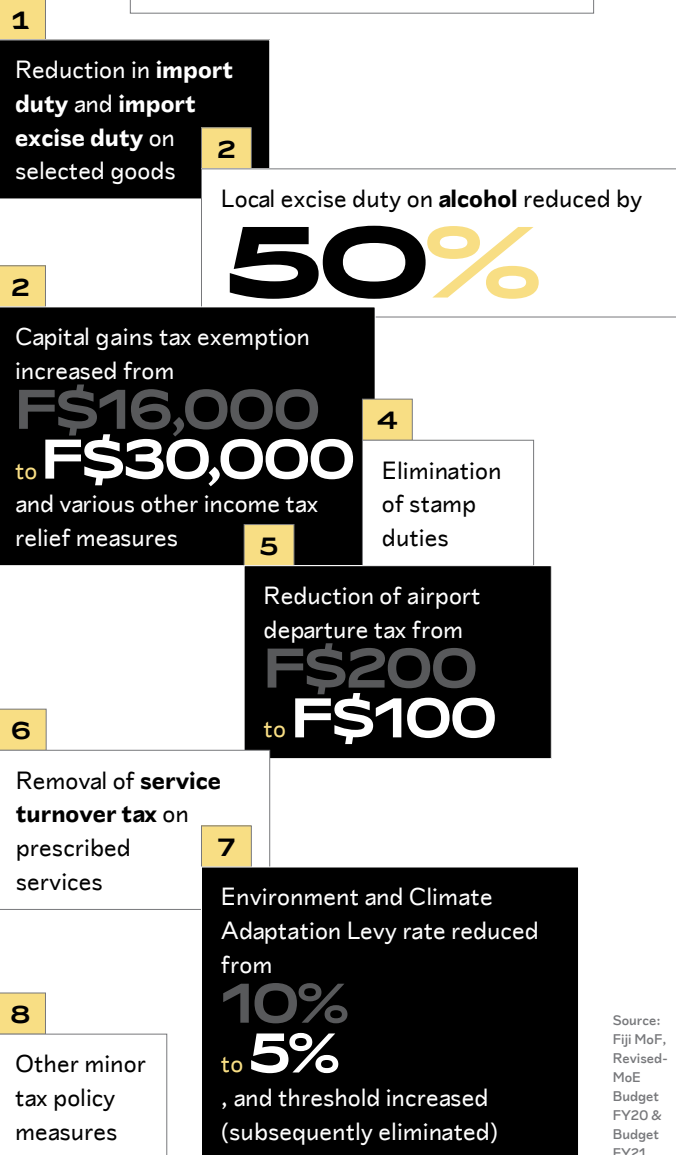 1
Reduction in import
duty and import
excise duty on
selected goods
2
Local excise duty on alcohol reduced by
50%
2
Capital gains tax exemption
increased from
F$16,000
to F$30,000
and various other income tax
relief measures
4
Elimination
of stamp
duties
5
Reduction of airport
departure tax from
F$200
to F$100
6
Removal of service
turnover tax on
prescribed
services
7
Environment and Climate
Adaptation Levy rate reduced
from
10%
to 5%
, and threshold increased
(subsequently eliminated)
8
Other minor
tax policy
measures
Source:
Fiji MoF,
Revised-
MoE
Budget
FY20 &
Budget
FY21